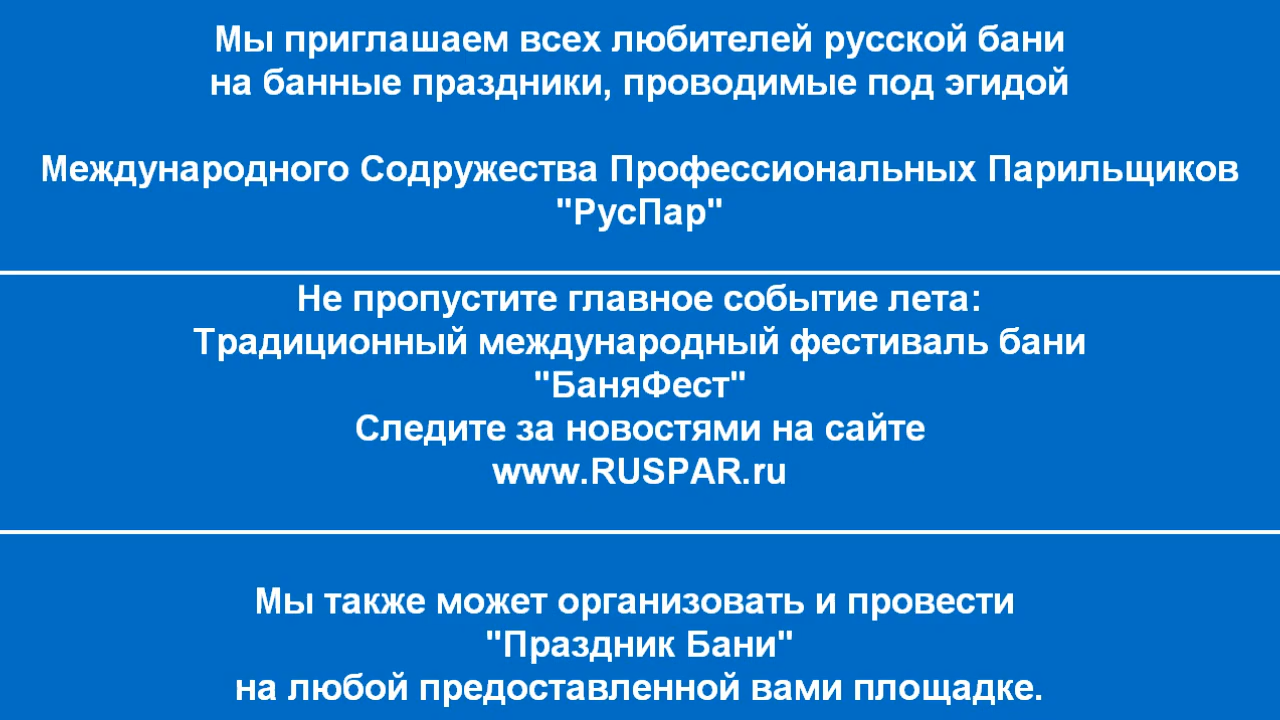 Мы приглашаем всех любителей русской бани
на банные праздники, проводимые под эгидой
Международного Содружества Профессиональных Парильщиков
"РусПар"
Не пропустите главное событие лета:
Традиционный международный фестиваль бани
"БаняФест"
Следите за новостями на сайте
www.RUSPAR.ru
Мы также может организовать и провести
"Праздник Бани"
на любой предоставленной вами площадке.